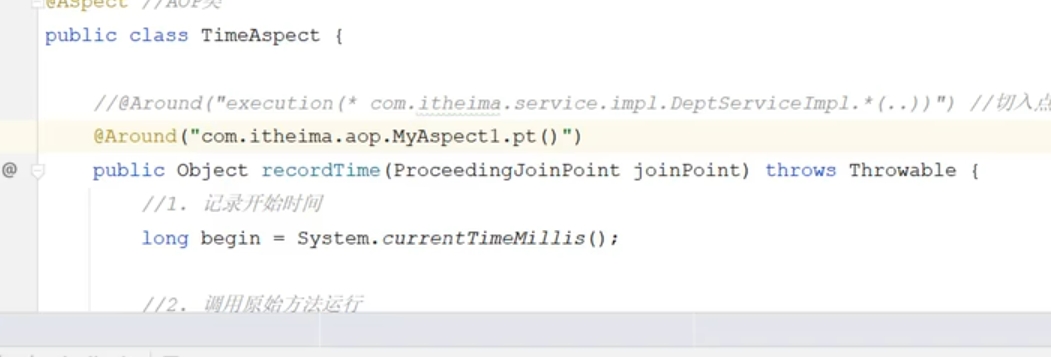 @Aspect //AOP类
public class TimeAspect {
//@Around("execution(* com.itheima.service.impl.DeptServiceImpl.*(..))") //切入点
@Around("com.itheima.aop.MyAspect1.pt()")
public Object recordTime(ProceedingJoinPoint joinPoint) throws Throwable {
//1. 记录开始时间
long begin = System.currentTimeMillis();
//2. 调用原始方法运行